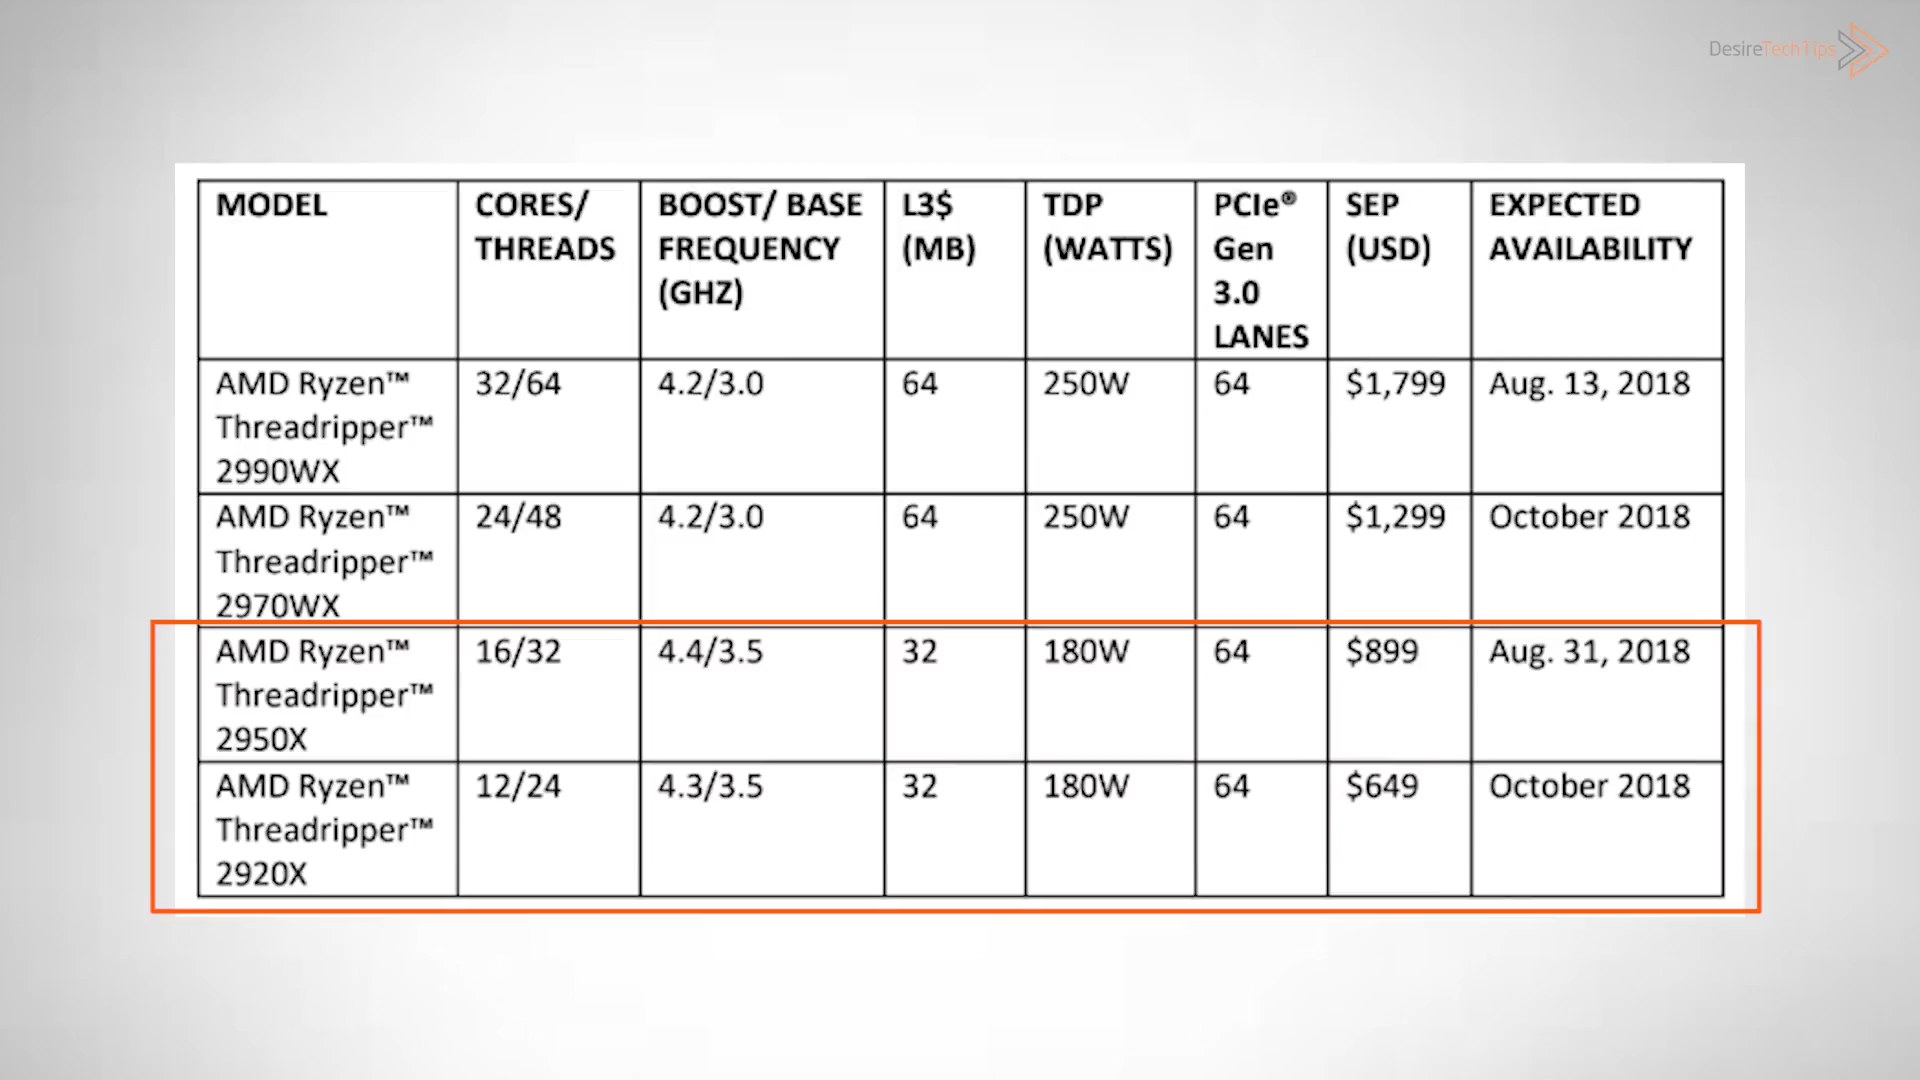 DesireTechTips
MODEL
CORES/
THREADS
BOOST/ BASE
FREQUENCY
(GHZ)
L3$
(MB)
TDP
(WATTS)
PCIe®
Gen
3.0
LANES
SEP
(USD)
EXPECTED
AVAILABILITY
AMD Ryzen™
Threadripper™
2990WX
32/64
4.2/3.0
64
250W
64
$1,799
Aug. 13, 2018
AMD Ryzen™
Threadripper™
2970WX
24/48
4.2/3.0
64
250W
64
$1,299
October 2018
AMD Ryzen™
Threadripper™
2950X
16/32
4.4/3.5
32
180W
64
$899
Aug. 31, 2018
AMD Ryzen™
Threadripper™
2920X
12/24
4.3/3.5
32
180W
64
$649
October 2018